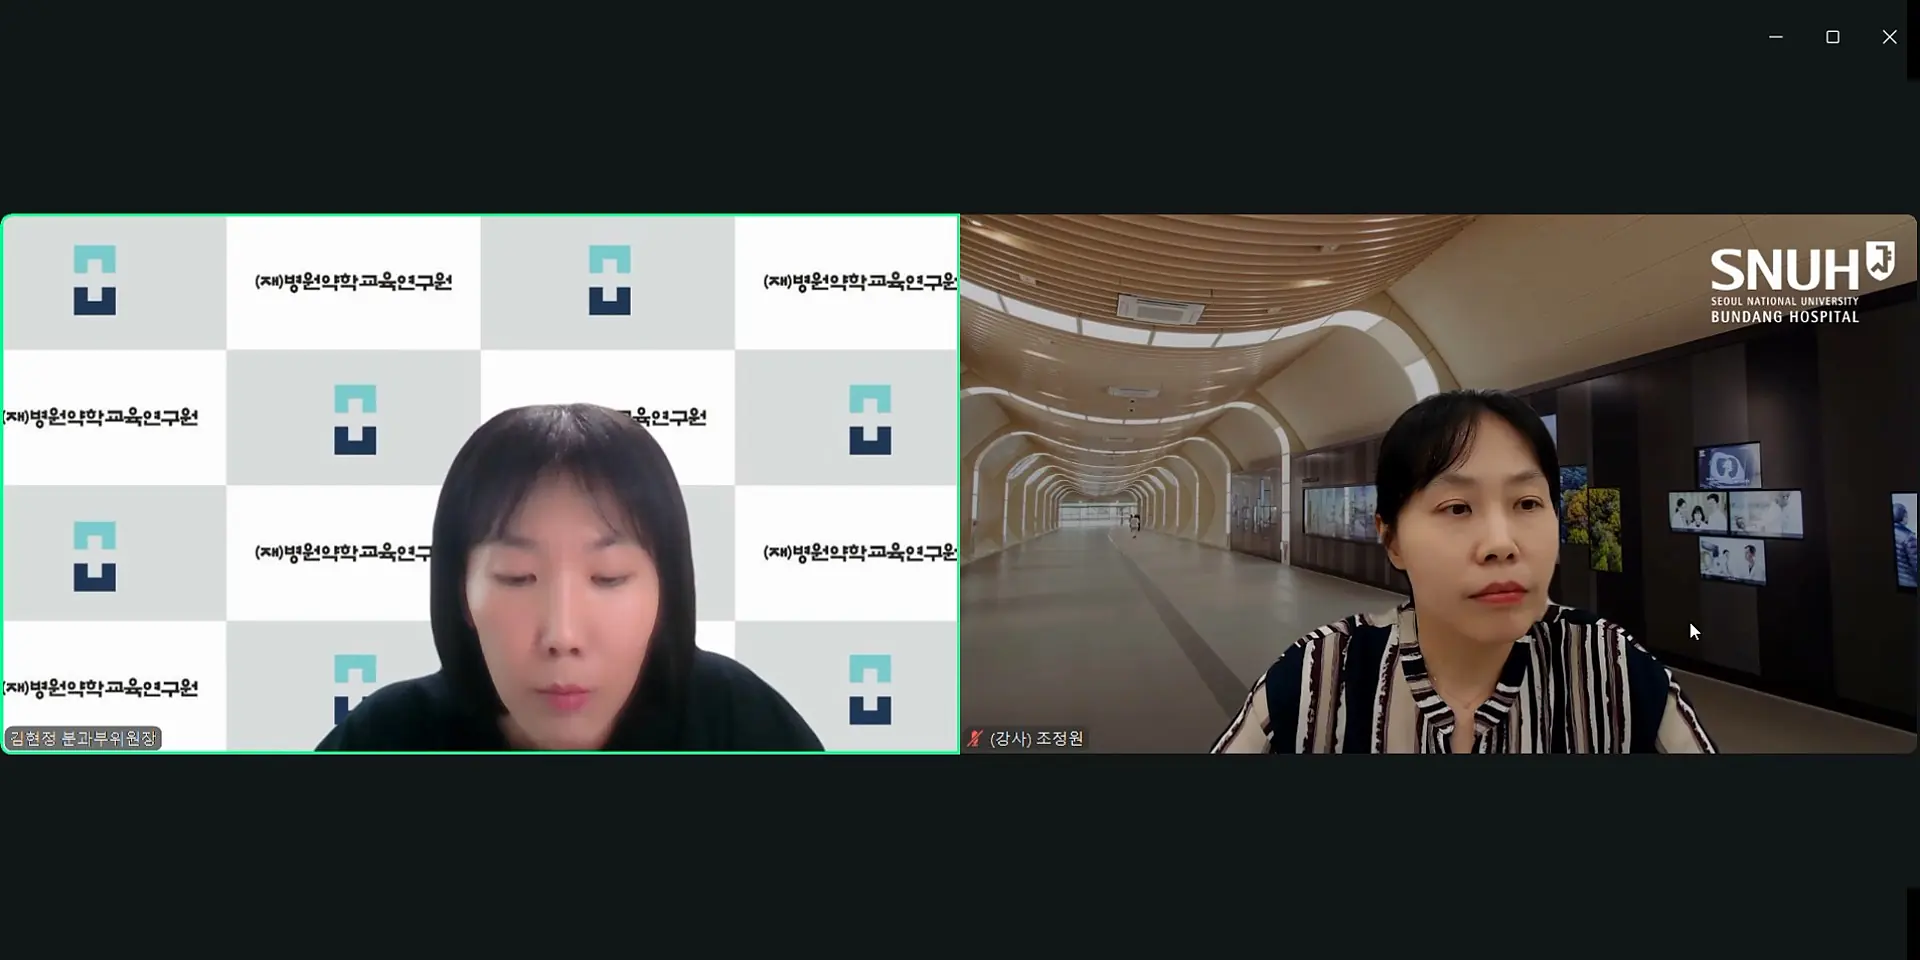 (재)병원약학교육연구원
(재)병원약학교육연구원
(재)병원약학교육연구원
육연구원
(재)병원약학교육연구
(재)병원약학교육연구원
(재)병원약학교육연구원
김현정 분과부위원장
SNUH
SEOUL NATIONAL UNIVERSITY
BUNDANG HOSPITAL
(강사) 조정원